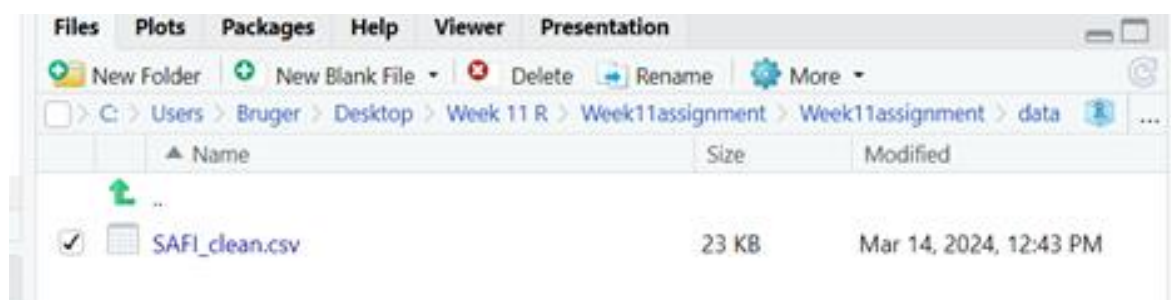 Files Plots Packages Help Viewer Presentation
New Folder New Blank File Delete Rename More
C: > Users > Bruger > Desktop > Week 11 R > Week11assignment > Week11assignment > data ...
Name Size Modified
..
SAFI_clean.csv 23 KB Mar 14, 2024, 12:43 PM